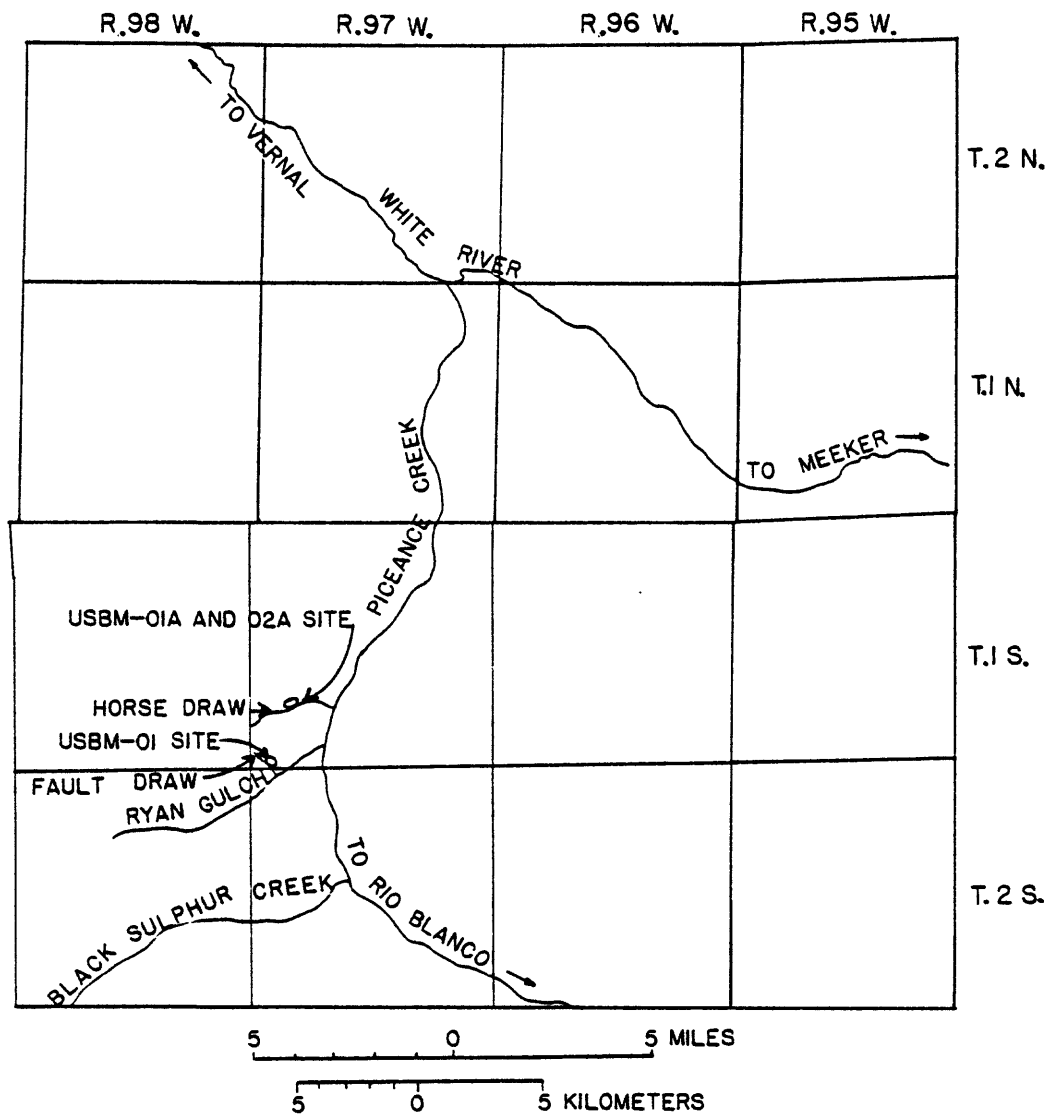 R.98 W. R.97 W. R.96 W. R.95 W.
TO VERNAL
T.2 N.
WHITE RIVER
T.1 N.
PICEANCE CREEK
TO MEEKER
USBM-01A AND 02A SITE
T.1 S.
HORSE DRAW
USBM-01 SITE
FAULT DRAW
RYAN GULCH
TO RIO BLANCO
BLACK SULPHUR CREEK
T.2 S.
5 0 5 MILES
5 0 5 KILOMETERS